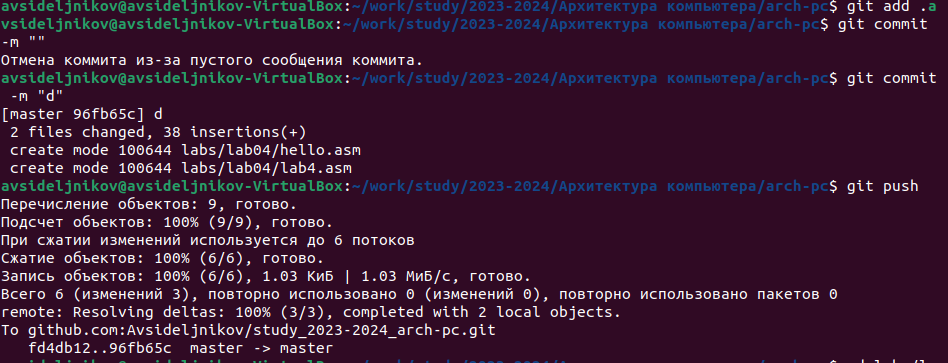 avsideljnikov@avsideljnikov-VirtualBox:~/work/study/2023-2024/Архитектура компьютера/arch-pc$ git add .a
vsideljnikov@avsideljnikov-VirtualBox:~/work/study/2023-2024/Архитектура компьютера/arch-pc$ git commit
-m ""
Отмена коммита из-за пустого сообщения коммита.
avsideljnikov@avsideljnikov-VirtualBox:~/work/study/2023-2024/Архитектура компьютера/arch-pc$ git commit
 -m "d"
[master 96fb65c] d
 2 files changed, 38 insertions(+)
 create mode 100644 labs/lab04/hello.asm
 create mode 100644 labs/lab04/lab4.asm
avsideljnikov@avsideljnikov-VirtualBox:~/work/study/2023-2024/Архитектура компьютера/arch-pc$ git push
Перечисление объектов: 9, готово.
Подсчет объектов: 100% (9/9), готово.
При сжатии изменений используется до 6 потоков
Сжатие объектов: 100% (6/6), готово.
Запись объектов: 100% (6/6), 1.03 КиБ | 1.03 МиБ/с, готово.
Всего 6 (изменений 3), повторно использовано 0 (изменений 0), повторно использовано пакетов 0
remote: Resolving deltas: 100% (3/3), completed with 2 local objects.
To github.com:Avsideljnikov/study_2023-2024_arch-pc.git
   fd4db12..96fb65c  master -> master